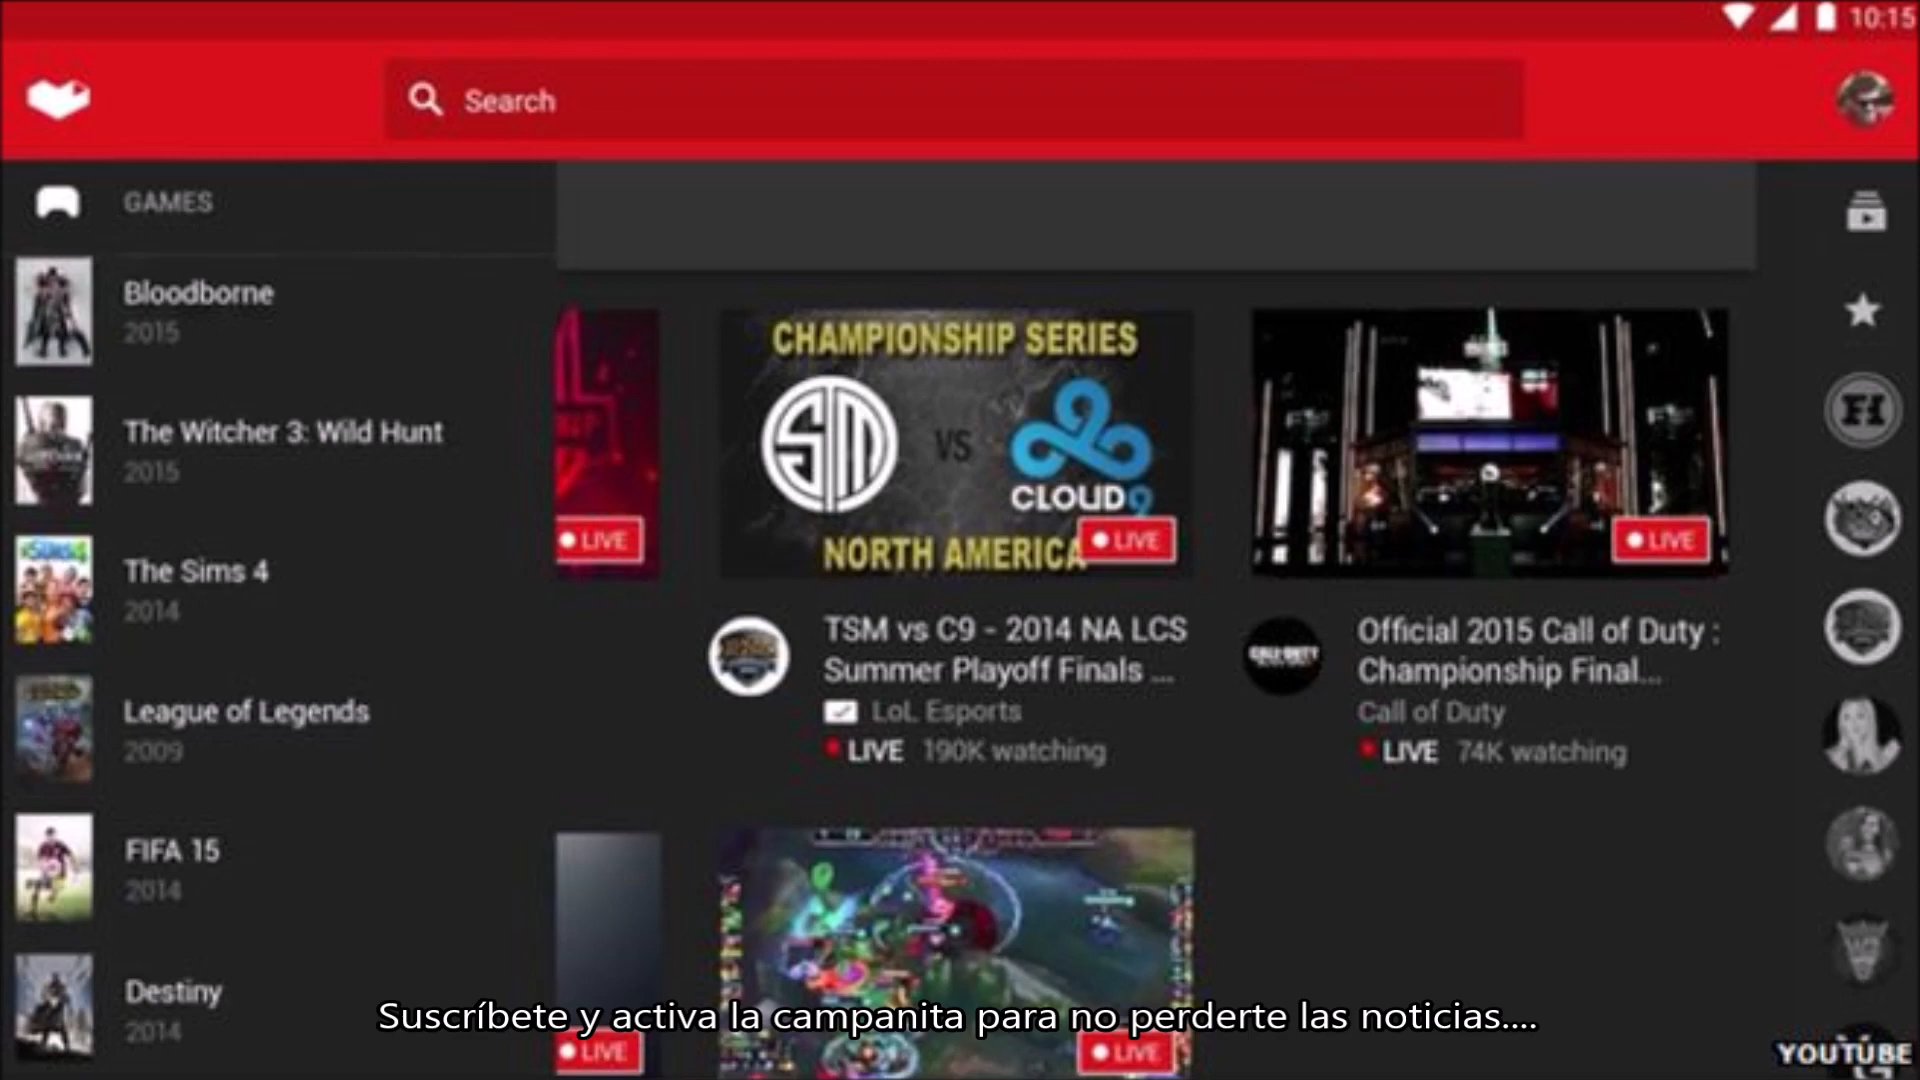 10:15
Search
GAMES
Bloodborne
2015
The Witcher 3: Wild Hunt
2015
The Sims 4
2014
League of Legends
2009
FIFA 15
2014
Destiny
2014
LIVE
CHAMPIONSHIP SERIES
VS
CLOUD9
NORTH AMERICA
LIVE
TSM vs C9 - 2014 NA LCS
Summer Playoff Finals ...
LoL Esports
LIVE 190K watching
LIVE
CALL OF DUTY
Official 2015 Call of Duty :
Championship Final...
Call of Duty
LIVE 74K watching
LIVE
LIVE
Suscríbete y activa la campanita para no perderte las noticias....
YOUTUBE